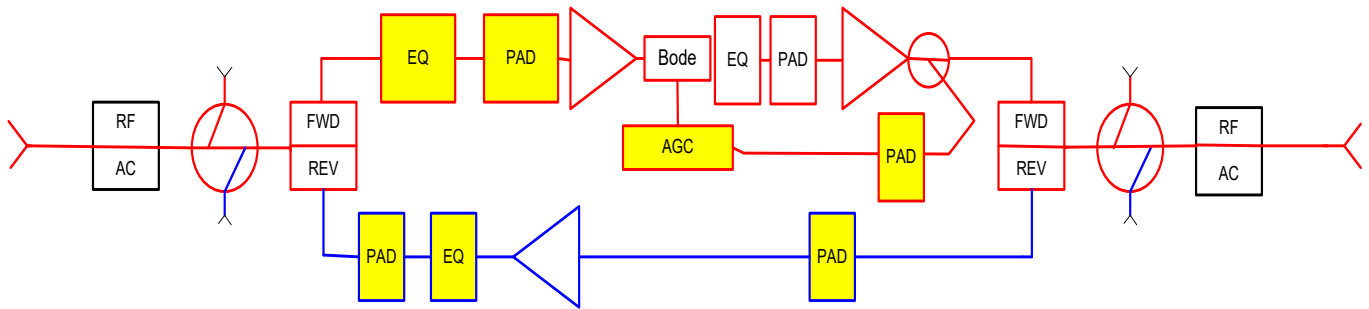 EQ
PAD
Bode
EQ
PAD
RF
AC
FWD
REV
AGC
PAD
FWD
REV
RF
AC
PAD
EQ
PAD